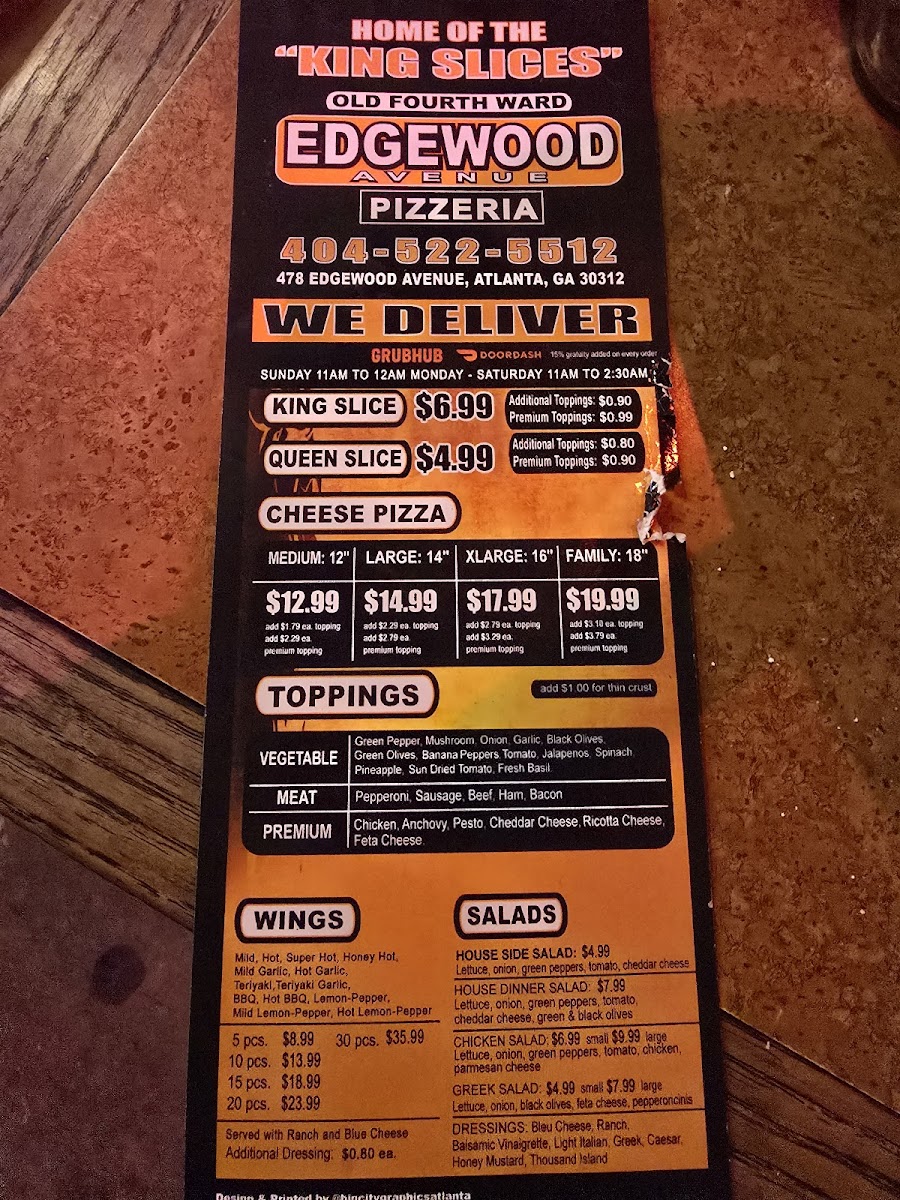 HOME OF THE
"KING SLICES"
OLD FOURTH WARD
EDGEWOOD
AVENUE
PIZZERIA
404-522-5512
478 EDGEWOOD AVENUE, ATLANTA, GA 30312
WE DELIVER
GRUBHUB DOORDASH 15% gratuity added on every order
SUNDAY 11AM TO 12AM MONDAY - SATURDAY 11AM TO 2:30AM
KING SLICE $6.99 Additional Toppings: $0.90
Premium Toppings: $0.99
QUEEN SLICE $4.99 Additional Toppings: $0.80
Premium Toppings: $0.90
CHEESE PIZZA
MEDIUM: 12" LARGE: 14" XLARGE: 16" FAMILY: 18"
$12.99 $14.99 $17.99 $19.99
add $1.79 ea. topping add $2.29 ea. topping add $2.79 ea. topping add $3.10 ea. topping
add $2.29 ea. add $2.79 ea. add $3.29 ea. add $3.79 ea.
premium topping premium topping premium topping premium topping
TOPPINGS add $1.00 for thin crust
VEGETABLE Green Pepper, Mushroom, Onion, Garlic, Black Olives,
Green Olives, Banana Peppers, Tomato, Jalapenos, Spinach,
Pineapple, Sun Dried Tomato, Fresh Basil
MEAT Pepperoni, Sausage, Beef, Ham, Bacon
PREMIUM Chicken, Anchovy, Pesto, Cheddar Cheese, Ricotta Cheese,
Feta Cheese.
WINGS
Mild, Hot, Super Hot, Honey Hot,
Mild Garlic, Hot Garlic,
Teriyaki, Teriyaki Garlic,
BBQ, Hot BBQ, Lemon-Pepper,
Mild Lemon-Pepper, Hot Lemon-Pepper
5 pcs. $8.99 30 pcs. $35.99
10 pcs. $13.99
15 pcs. $18.99
20 pcs. $23.99
Served with Ranch and Blue Cheese
Additional Dressing: $0.80 ea.
SALADS
HOUSE SIDE SALAD: $4.99
Lettuce, onion, green peppers, tomato, cheddar cheese
HOUSE DINNER SALAD: $7.99
Lettuce, onion, green peppers, tomato,
cheddar cheese, green & black olives
CHICKEN SALAD: $6.99 small $9.99 large
Lettuce, onion, green peppers, tomato, chicken,
parmesan cheese
GREEK SALAD: $4.99 small $7.99 large
Lettuce, onion, black olives, feta cheese, pepperoncinis
DRESSINGS: Bleu Cheese, Ranch,
Balsamic Vinaigrette, Light Italian, Greek, Caesar,
Honey Mustard, Thousand Island
Design & Printed by @bigcitygraphicsatlanta